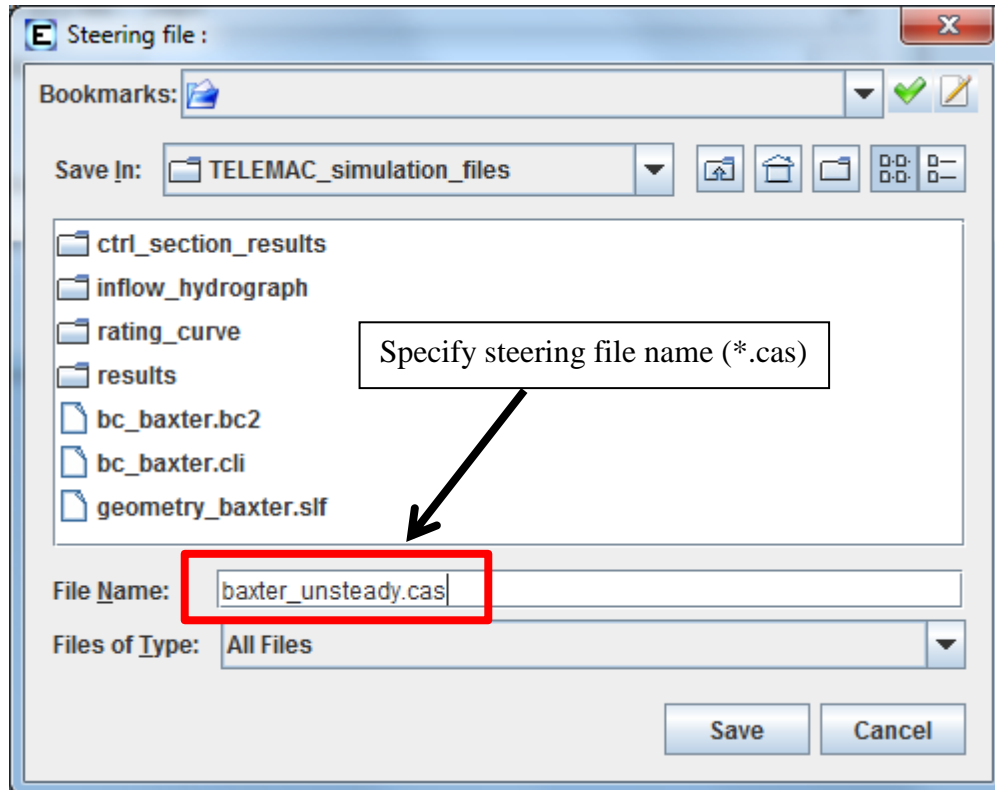 E Steering file :
Bookmarks:
Save In: TELEMAC_simulation_files
ctrl_section_results
inflow_hydrograph
rating_curve
results
bc_baxter.bc2
bc_baxter.cli
geometry_baxter.slf
Specify steering file name (*.cas)
File Name: baxter_unsteady.cas
Files of Type: All Files
Save Cancel